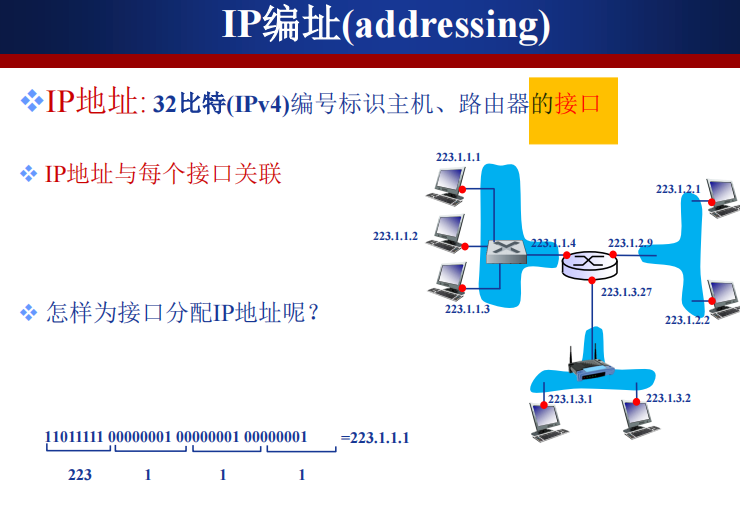 IP编址(addressing)
❖IP地址: 32比特(IPv4)编号标识主机、路由器的接口
❖ IP地址与每个接口关联
❖ 怎样为接口分配IP地址呢?
223.1.1.1
223.1.2.1
223.1.1.2
223.1.1.4
223.1.2.9
223.1.3.27
223.1.1.3
223.1.2.2
223.1.3.1
223.1.3.2
11011111 00000001 00000001 00000001 =223.1.1.1
223 1 1 1